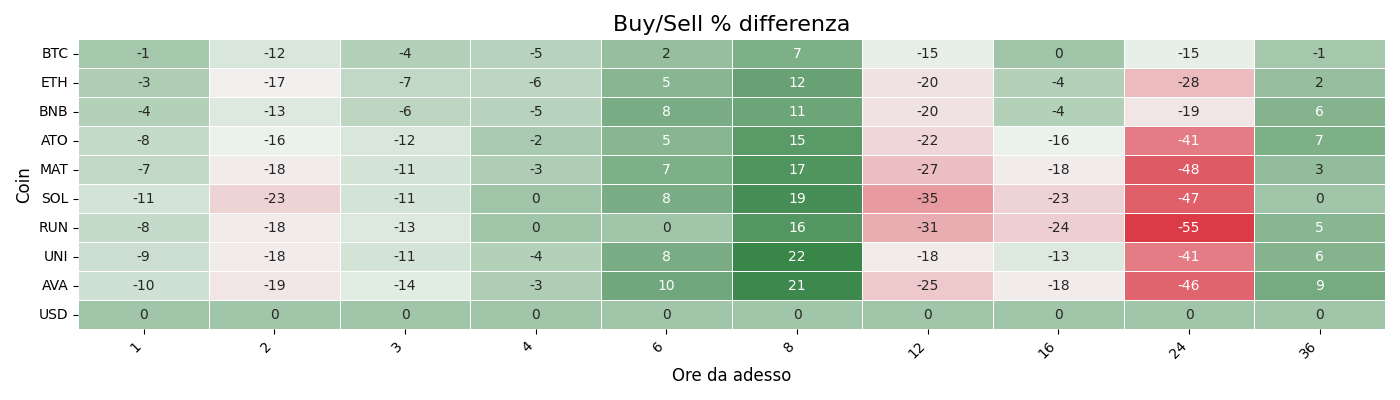 Buy/Sell % differenza
Coin
BTC -1 -12 -4 -5 2 7 -15 0 -15 -1
ETH -3 -17 -7 -6 5 12 -20 -4 -28 2
BNB -4 -13 -6 -5 8 11 -20 -4 -19 6
ATO -8 -16 -12 -2 5 15 -22 -16 -41 7
MAT -7 -18 -11 -3 7 17 -27 -18 -48 3
SOL -11 -23 -11 0 8 19 -35 -23 -47 0
RUN -8 -18 -13 0 0 16 -31 -24 -55 5
UNI -9 -18 -11 -4 8 22 -18 -13 -41 6
AVA -10 -19 -14 -3 10 21 -25 -18 -46 9
USD 0 0 0 0 0 0 0 0 0 0
1 2 3 4 6 8 12 16 24 36
Ore da adesso